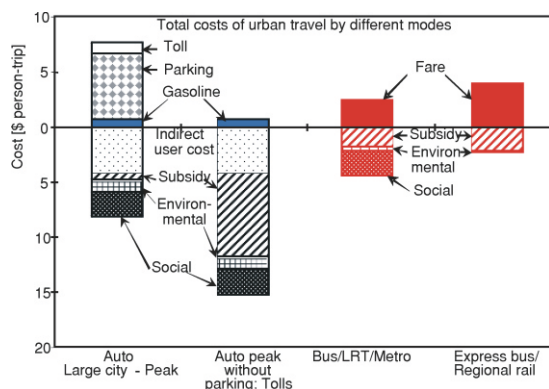 Total costs of urban travel by different modes
Cost [$ person-trip]
10
5
0
5
10
15
20
Toll
Parking
Gasoline
Indirect
user cost
Subsidy
Environ-
mental
Social
Fare
Subsidy
Environ-
mental
Social
Auto
Large city - Peak
Auto peak
without
parking: Tolls
Bus/LRT/Metro
Express bus/
Regional rail